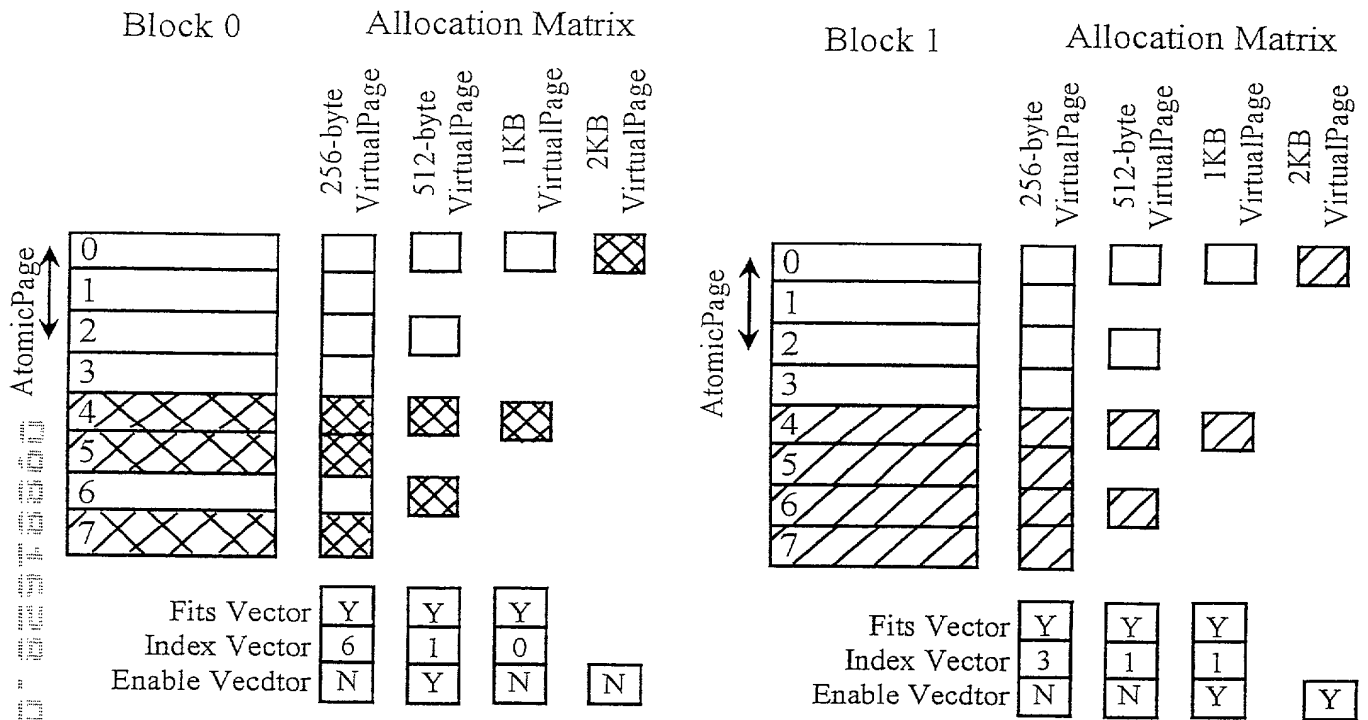 Block 0
Allocation Matrix
256-byte
VirtualPage
512-byte
VirtualPage
1KB
VirtualPage
2KB
VirtualPage
AtomicPage
0
1
2
3
4
5
6
7
Fits Vector Y Y Y
Index Vector 6 1 0
Enable Vecdtor N Y N N
Block 1
Allocation Matrix
256-byte
VirtualPage
512-byte
VirtualPage
1KB
VirtualPage
2KB
VirtualPage
AtomicPage
0
1
2
3
4
5
6
7
Fits Vector Y Y Y
Index Vector 3 1 1
Enable Vecdtor N N Y Y